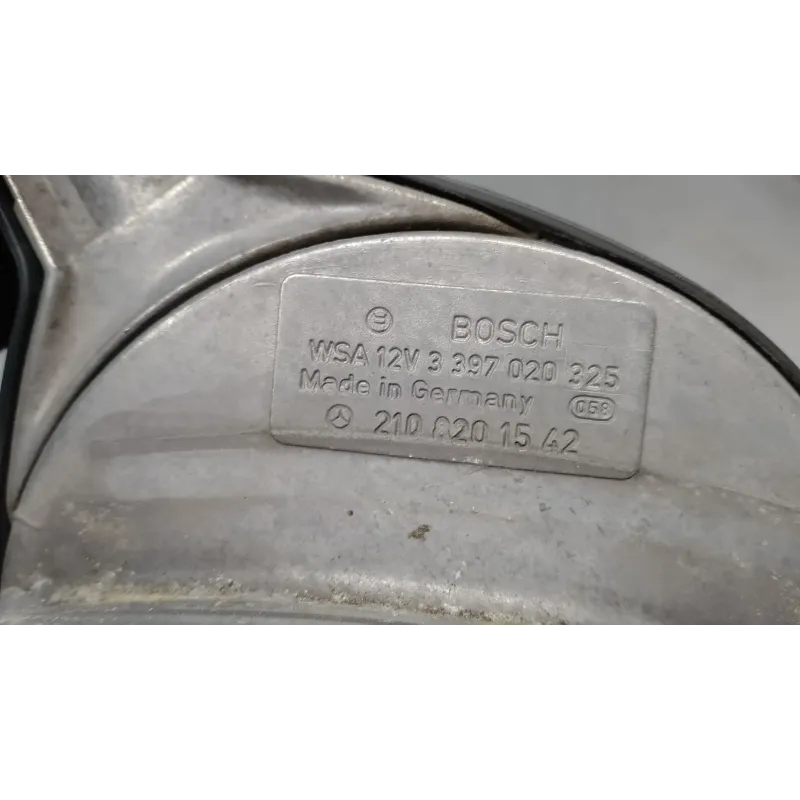 BOSCH
WSA 12V 3 397 020 325
Made in Germany 058
210 820 15 42